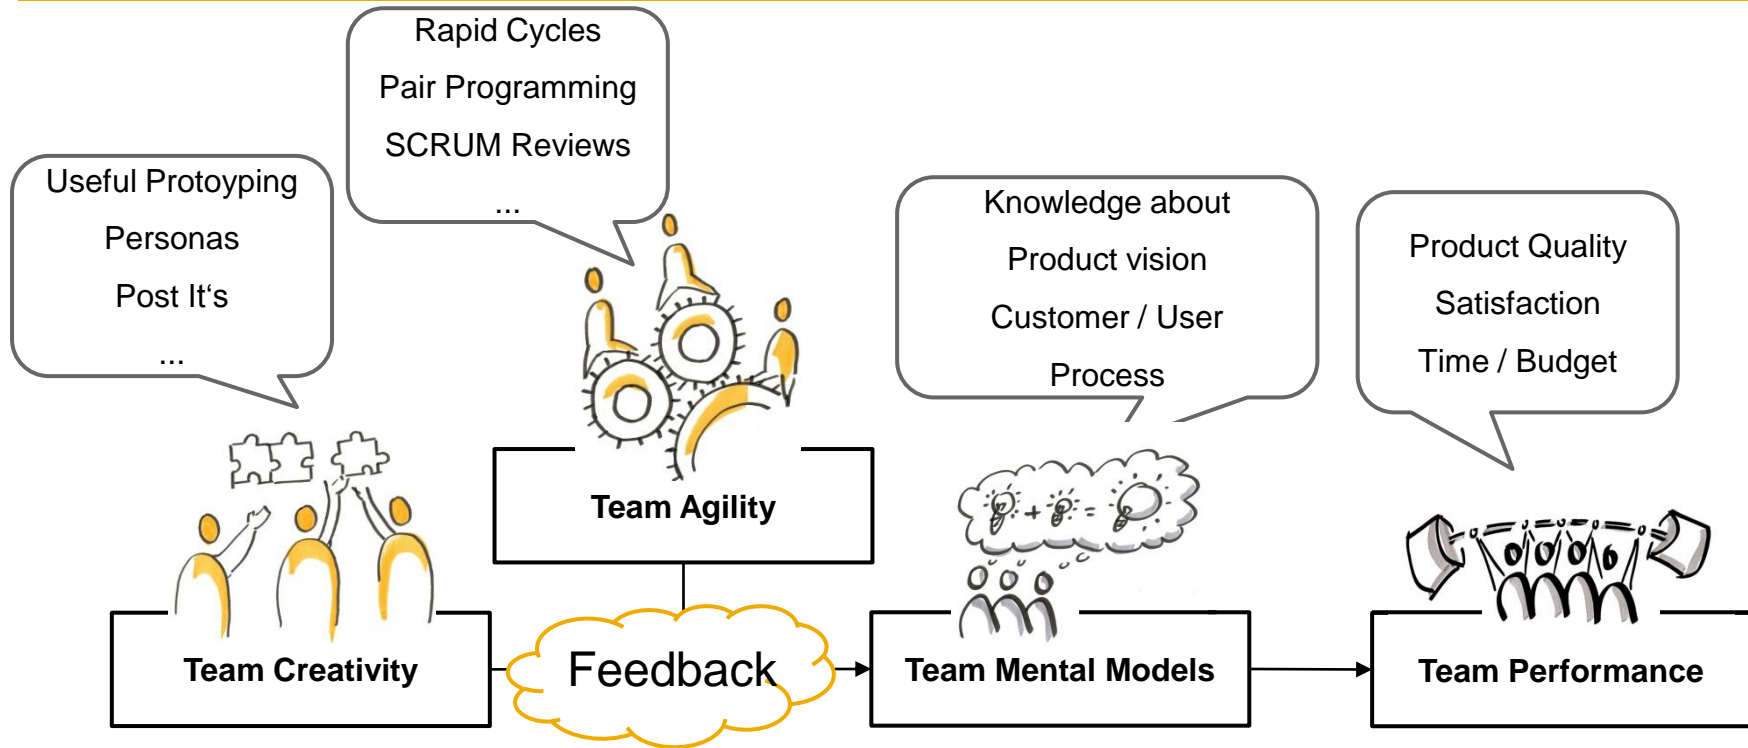 Rapid Cycles
Pair Programming
SCRUM Reviews
...
Useful Protoyping
Personas
Post It‘s
...
Knowledge about
Product vision
Customer / User
Process
Product Quality
Satisfaction
Time / Budget
Team Agility
+ =
Team Creativity
Feedback
Team Mental Models
Team Performance